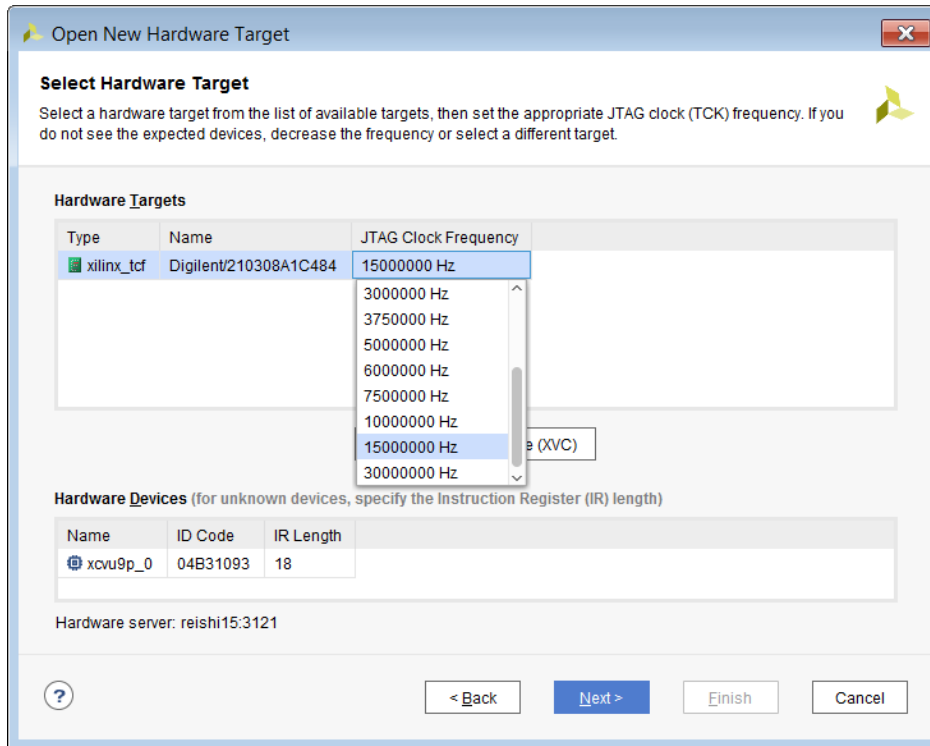 Open New Hardware Target
Select Hardware Target
Select a hardware target from the list of available targets, then set the appropriate JTAG clock (TCK) frequency. If you
do not see the expected devices, decrease the frequency or select a different target.
Hardware Targets
Type Name JTAG Clock Frequency
xilinx_tcf Digilent/210308A1C484 15000000 Hz
3000000 Hz
3750000 Hz
5000000 Hz
6000000 Hz
7500000 Hz
10000000 Hz
15000000 Hz
(XVC)
30000000 Hz
Hardware Devices (for unknown devices, specify the Instruction Register (IR) length)
Name ID Code IR Length
xcvu9p_0 04B31093 18
Hardware server: reishi15:3121
? < Back Next > Finish Cancel